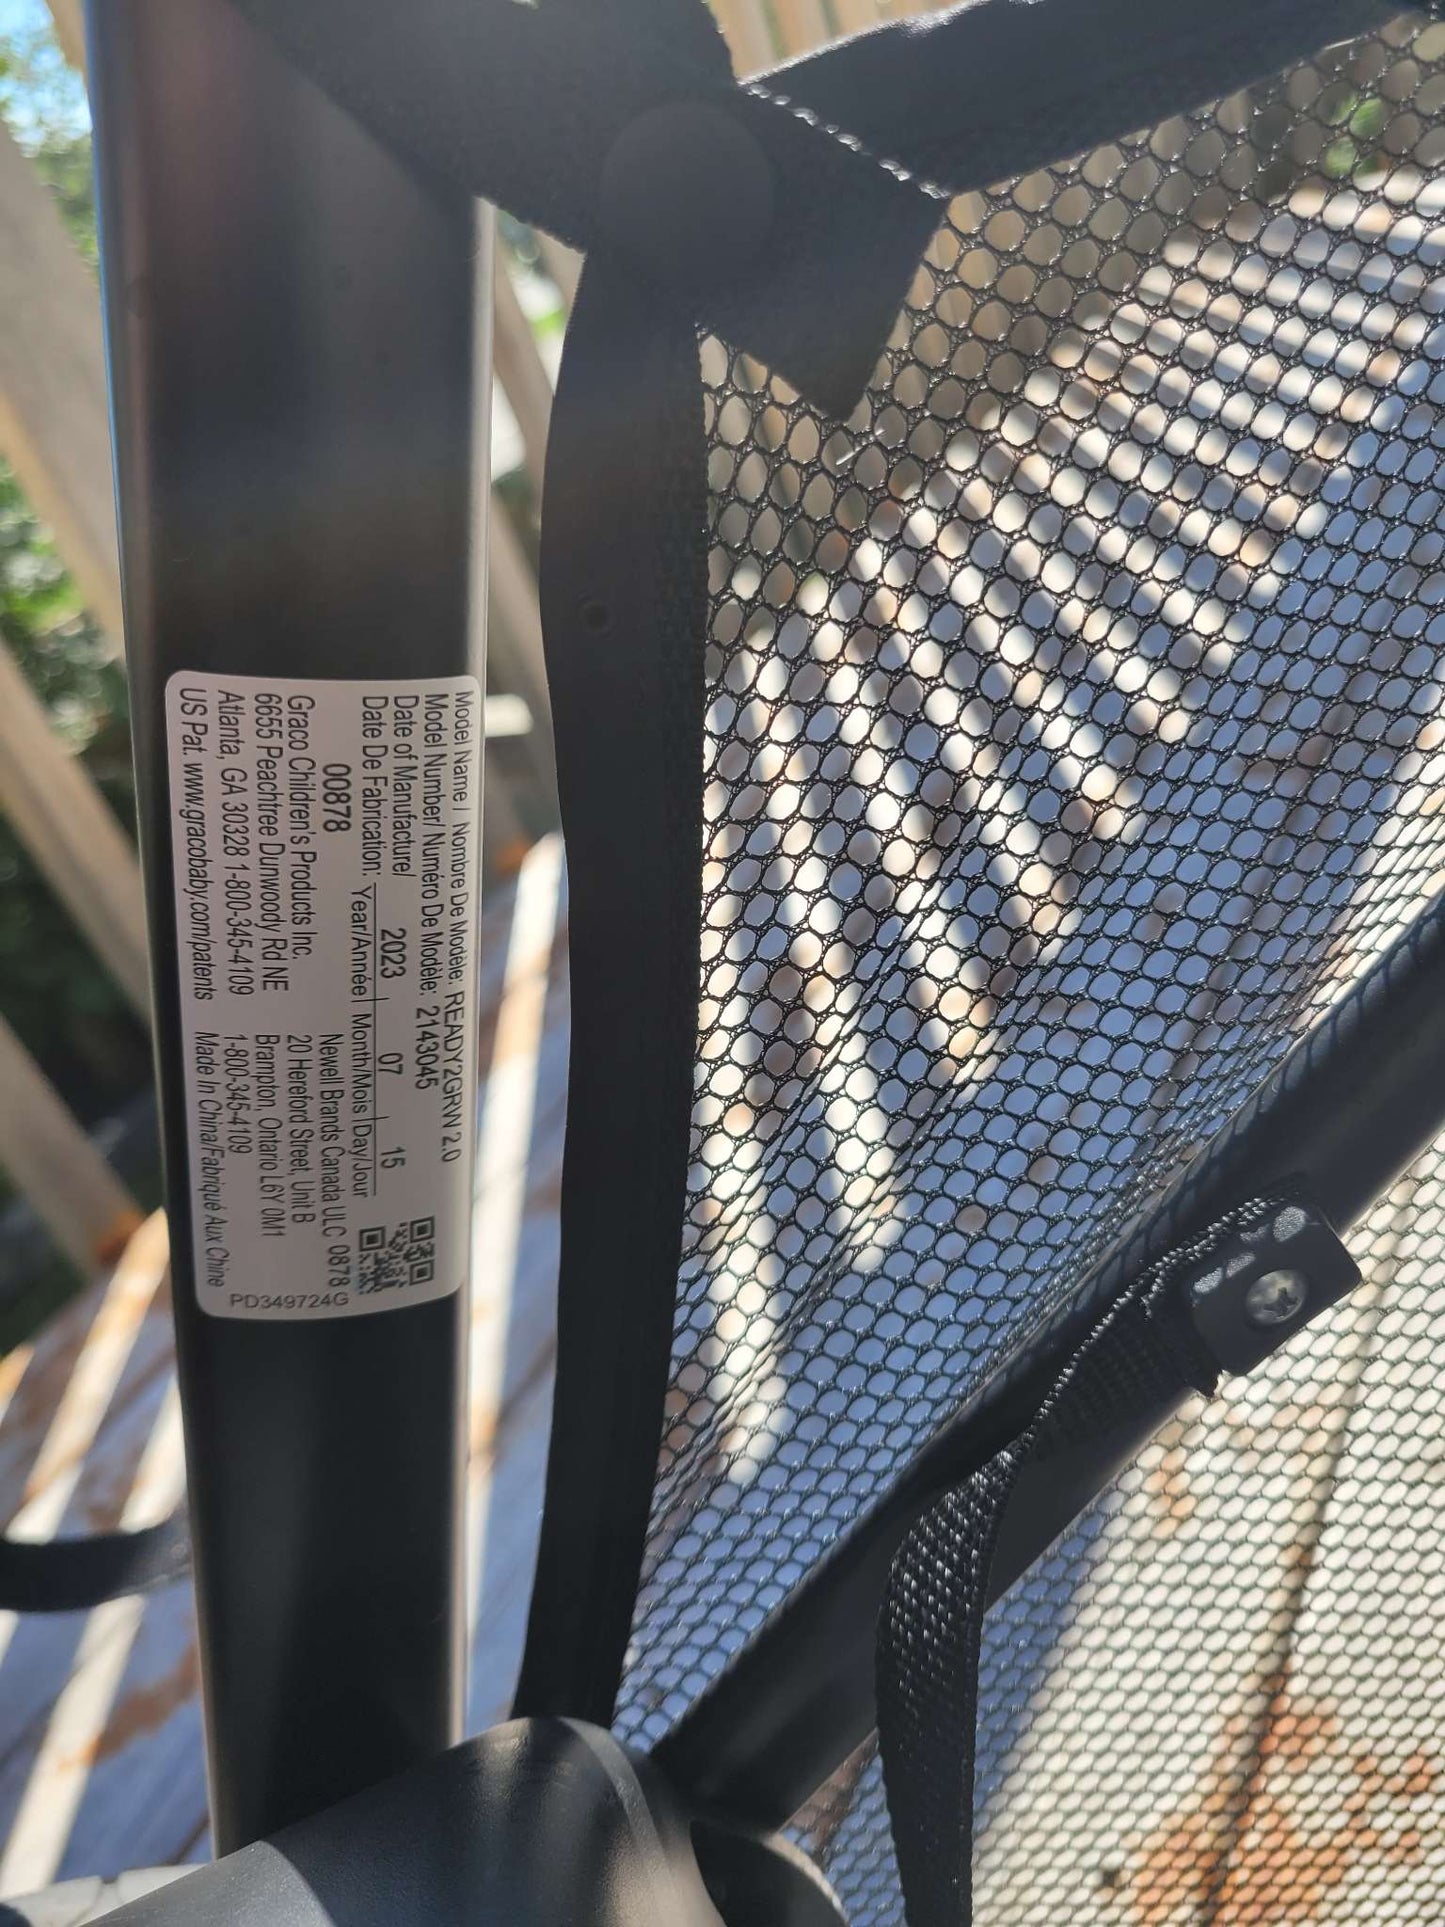 Model Name / Nombre De Modèle: READY2GRW 2.0
Model Number/ Numéro De Modèle: 2143045
Date of Manufacture/
Date De Fabrication:
2023 | 07 | 15
Year/Année | Month/Mois | Day/Jour
00878
Graco Children's Products Inc.
6655 Peachtree Dunwoody Rd NE
Atlanta, GA 30328 1-800-345-4109
US Pat. www.gracobaby.com/patents
Newell Brands Canada ULC 0878
20 Hereford Street, Unit B
Brampton, Ontario L6Y 0M1
1-800-345-4109
Made In China/Fabriqué Aux Chine
PD349724G